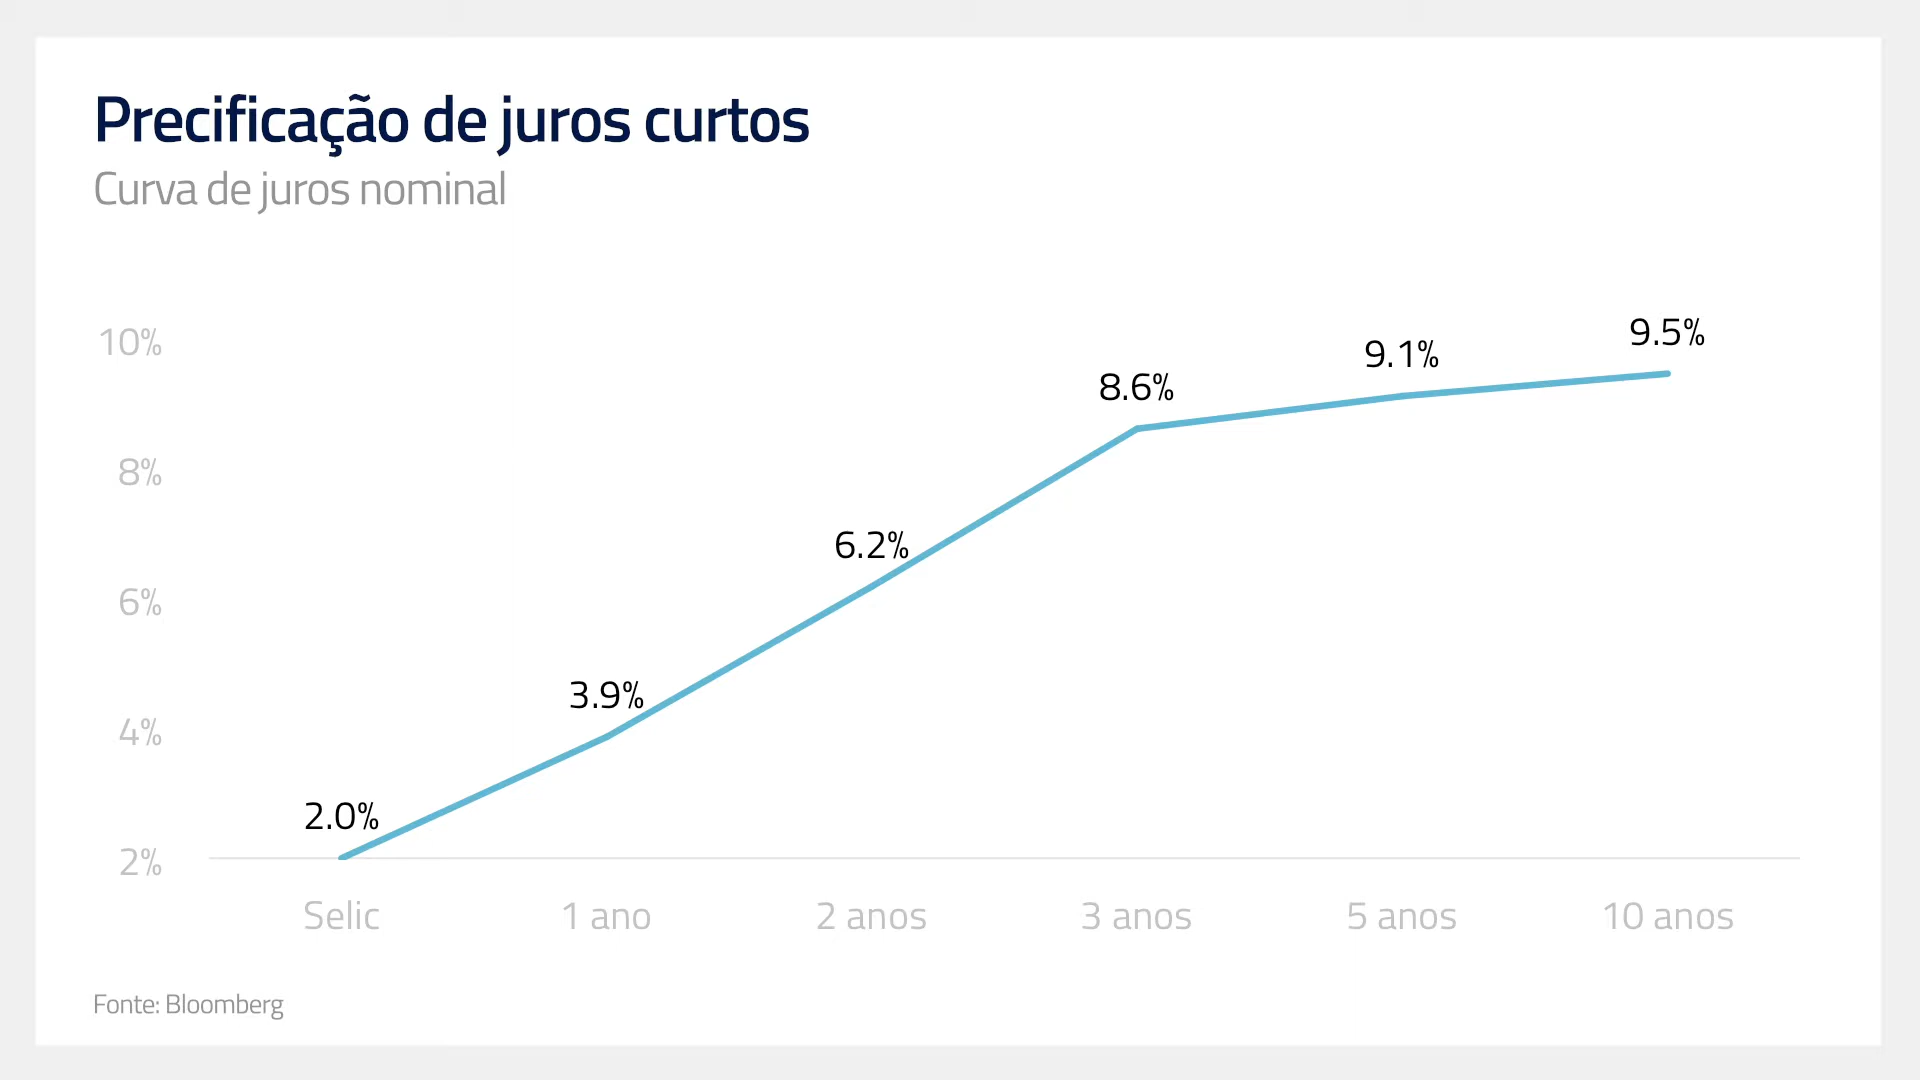 Precificação de juros curtos
Curva de juros nominal
10%
8%
6%
4%
2%
2.0%
3.9%
6.2%
8.6%
9.1%
9.5%
Selic
1 ano
2 anos
3 anos
5 anos
10 anos
Fonte: Bloomberg